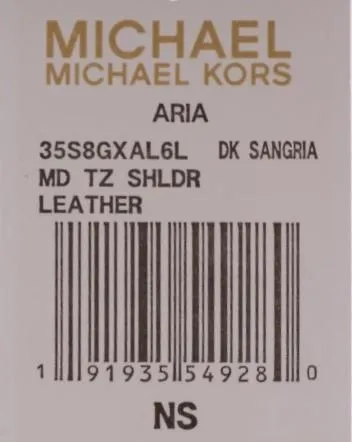 MICHAEL
MICHAEL KORS
ARIA
35S8GXAL6L DK SANGRIA
MD TZ SHLDR
LEATHER
1 91935 54928 0
NS